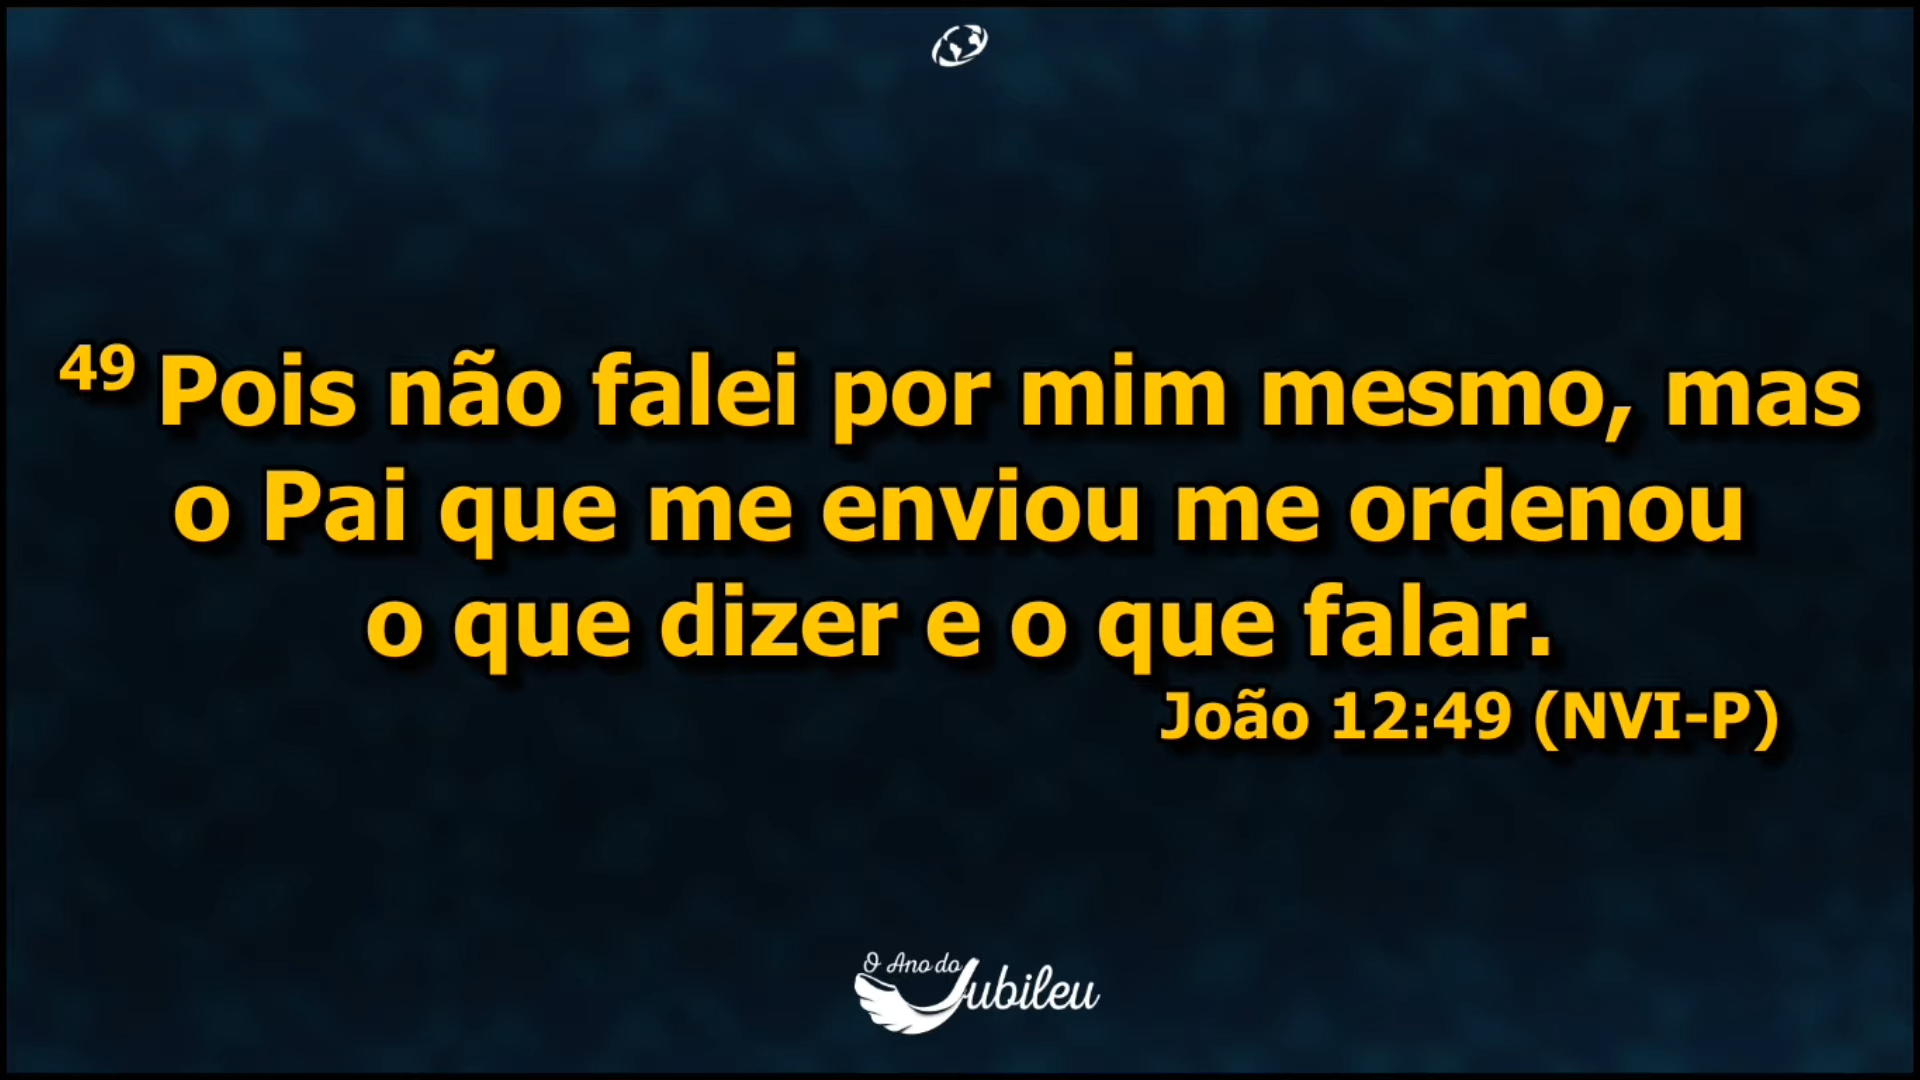 49 Pois não falei por mim mesmo, mas
o Pai que me enviou me ordenou
o que dizer e o que falar.
João 12:49 (NVI-P)
O Ano do
Jubileu